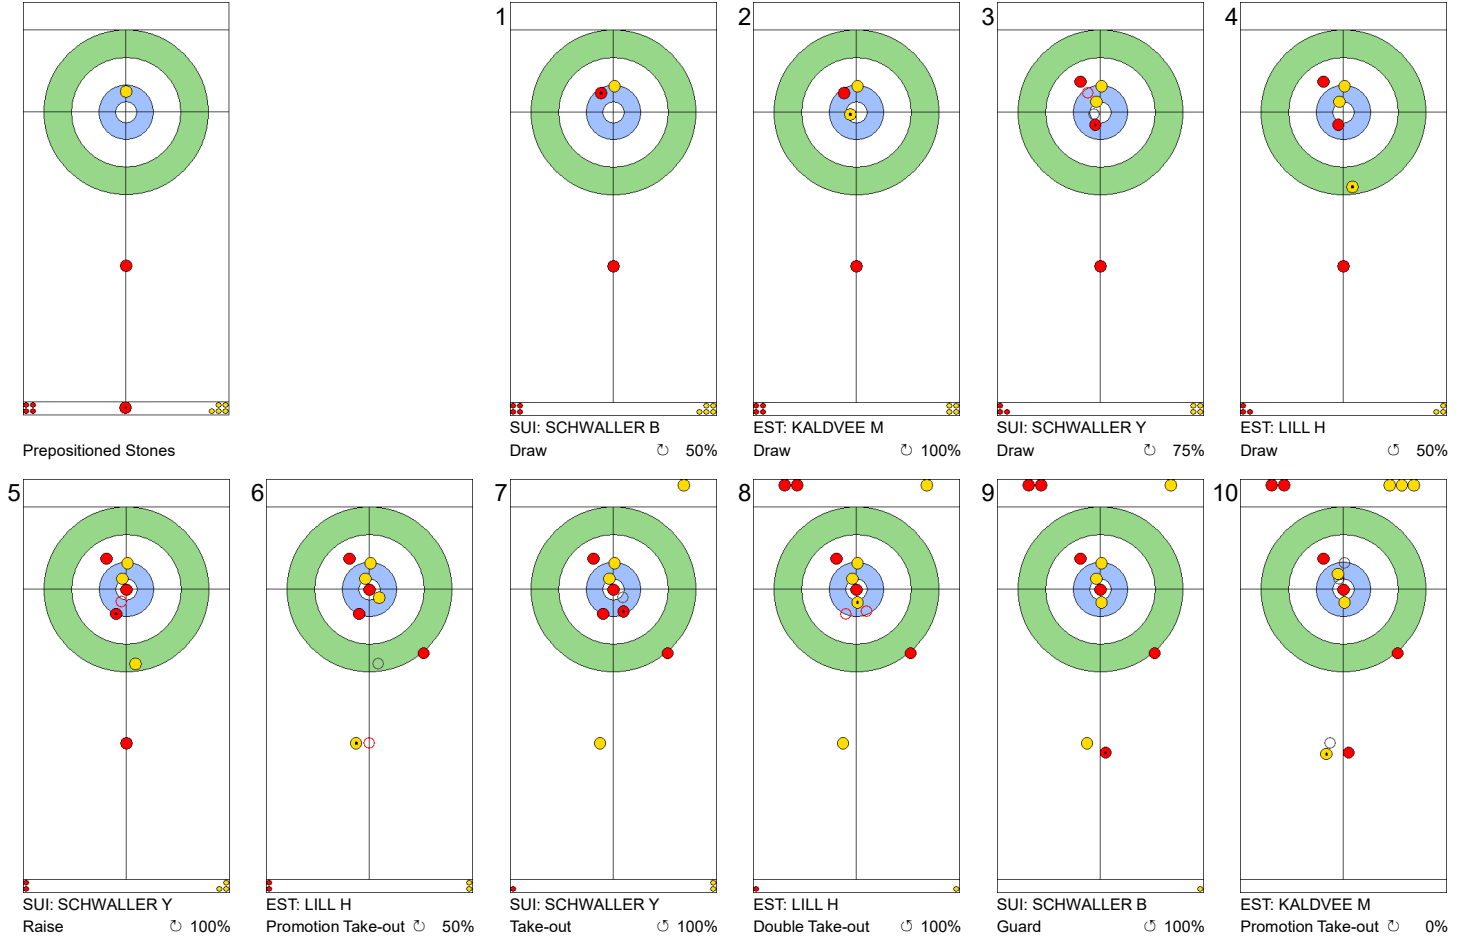 1 2 3 4
Prepositioned Stones
SUI: SCHWALLER B
Draw ↻ 50%
EST: KALDVEE M
Draw ↻ 100%
SUI: SCHWALLER Y
Draw ↻ 75%
EST: LILL H
Draw ↺ 50%
5 6 7 8 9 10
SUI: SCHWALLER Y
Raise ↻ 100%
EST: LILL H
Promotion Take-out ↻ 50%
SUI: SCHWALLER Y
Take-out ↻ 100%
EST: LILL H
Double Take-out ↺ 100%
SUI: SCHWALLER B
Guard ↺ 100%
EST: KALDVEE M
Promotion Take-out ↻ 0%